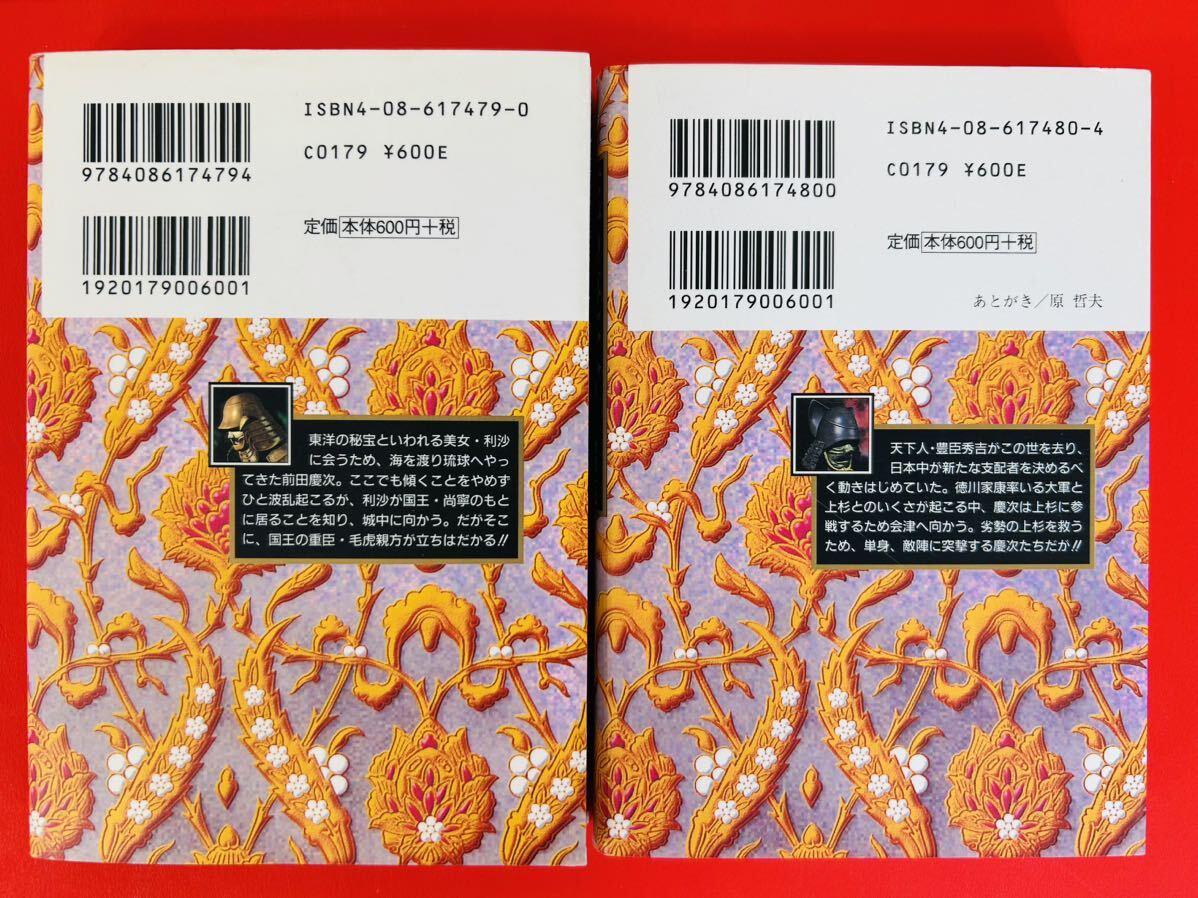 ISBN4-08-617479-0
C0179 ¥600E
9784086174794
定価本体600円+税
1920179006001
東洋の秘宝といわれる美女・利沙
に会うため、海を渡り琉球へやっ
てきた前田慶次。ここでも傾くことをやめず
ひと波乱起こるが、利沙が国王・尚寧のもと
に居ることを知り、城中に向かう。だがそこ
に、国王の重臣・毛虎親方が立ちはだかる!!
ISBN4-08-617480-4
C0179 ¥600E
9784086174800
定価本体600円+税
1920179006001
あとがき/原 哲夫
天下人・豊臣秀吉がこの世を去り、
日本中が新たな支配者を決めるべ
く動きはじめていた。徳川家康率いる大軍と
上杉とのいくさが起こる中、慶次は上杉に参
戦するため会津へ向かう。劣勢の上杉を救う
ため、単身、敵陣に突撃する慶次たちだが!!